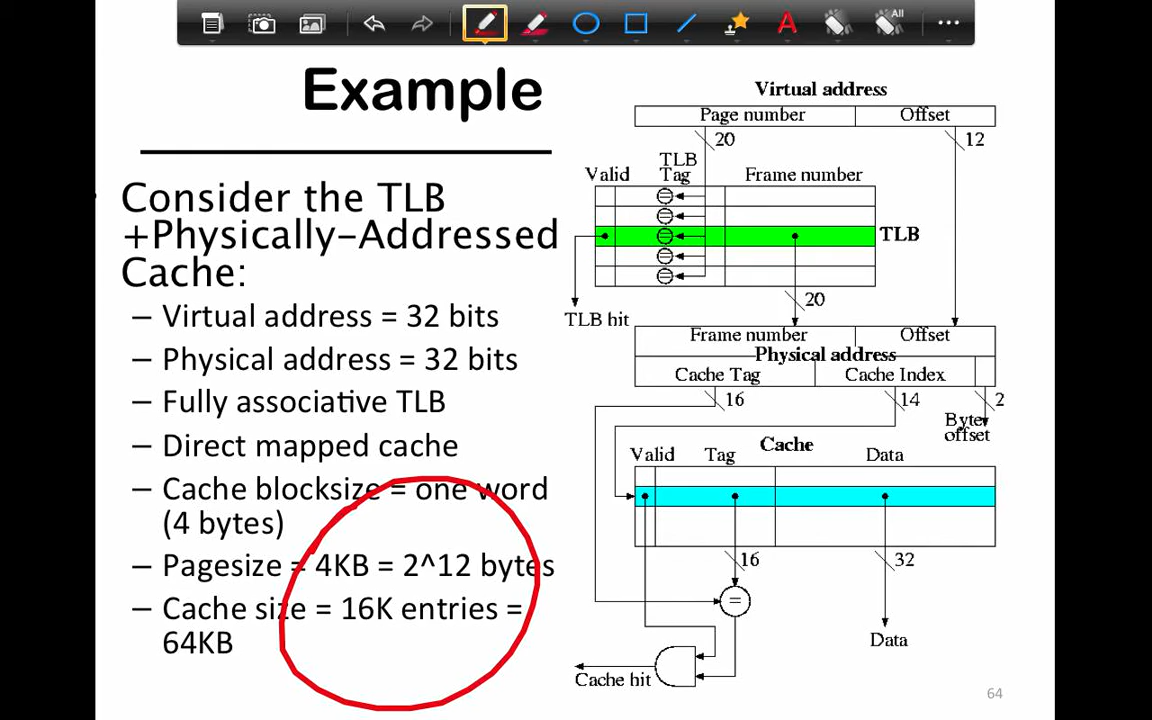 All
A
Example
Consider the TLB
+Physically-Addressed
Cache:
– Virtual address = 32 bits
– Physical address = 32 bits
– Fully associative TLB
– Direct mapped cache
– Cache blocksize = one word
(4 bytes)
– Pagesize = 4KB = 2^12 bytes
– Cache size = 16K entries =
64KB
Virtual address
Page number Offset
20 12
TLB
Valid Tag Frame number
TLB
20
TLB hit
Frame number Offset
Physical address
Cache Tag Cache Index
16 14 2
Byte
offset
Cache
Valid Tag Data
16 32
=
Data
Cache hit
64